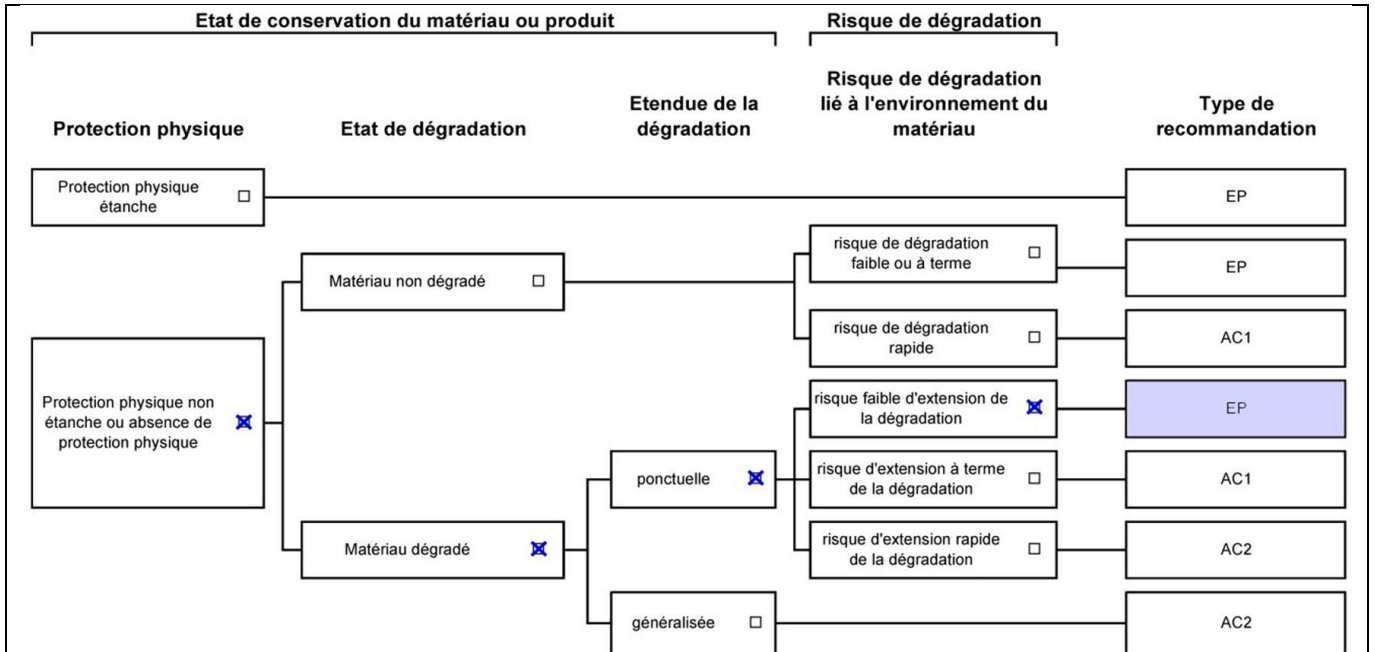 Etat de conservation du matériau ou produit
Risque de dégradation
Protection physique
Etat de dégradation
Etendue de la
dégradation
Risque de dégradation
lié à l'environnement du
matériau
Type de
recommandation
Protection physique
étanche
EP
Matériau non dégradé
risque de dégradation
faible ou à terme
EP
risque de dégradation
rapide
AC1
Protection physique non
étanche ou absence de
protection physique
risque faible d'extension de
la dégradation
EP
ponctuelle
risque d'extension à terme
de la dégradation
AC1
Matériau dégradé
risque d'extension rapide
de la dégradation
AC2
généralisée
AC2